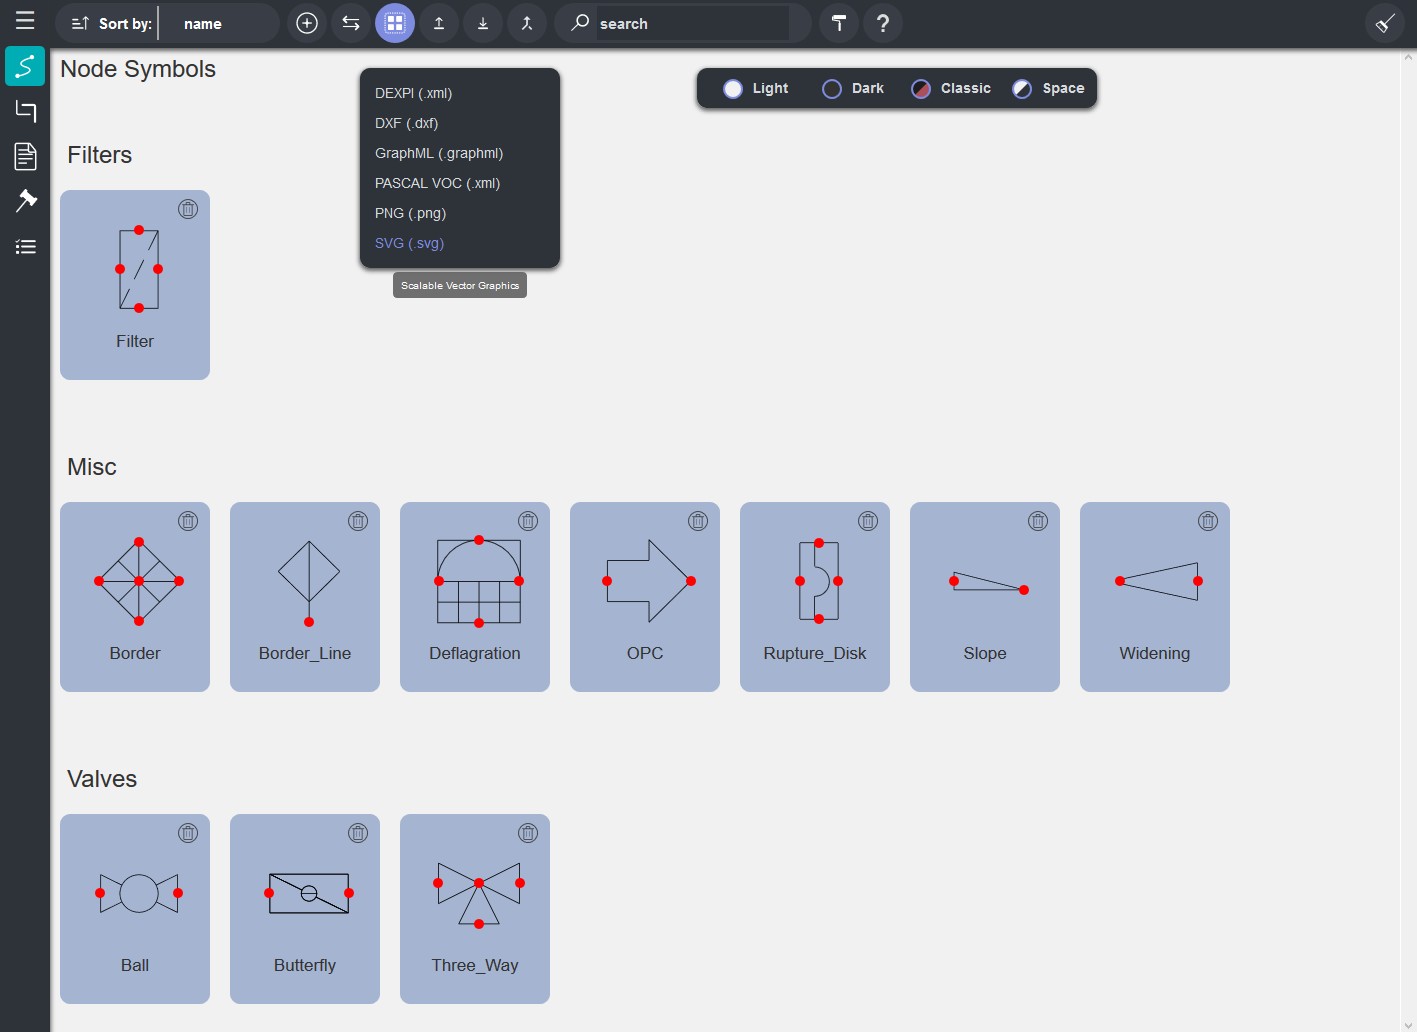 Sort by: name search ?
Node Symbols
DEXPI (.xml)
DXF (.dxf)
GraphML (.graphml)
PASCAL VOC (.xml)
PNG (.png)
SVG (.svg)
Scalable Vector Graphics
Light Dark Classic Space
Filters
Filter
Misc
Border Border_Line Deflagration OPC Rupture_Disk Slope Widening
Valves
Ball Butterfly Three_Way